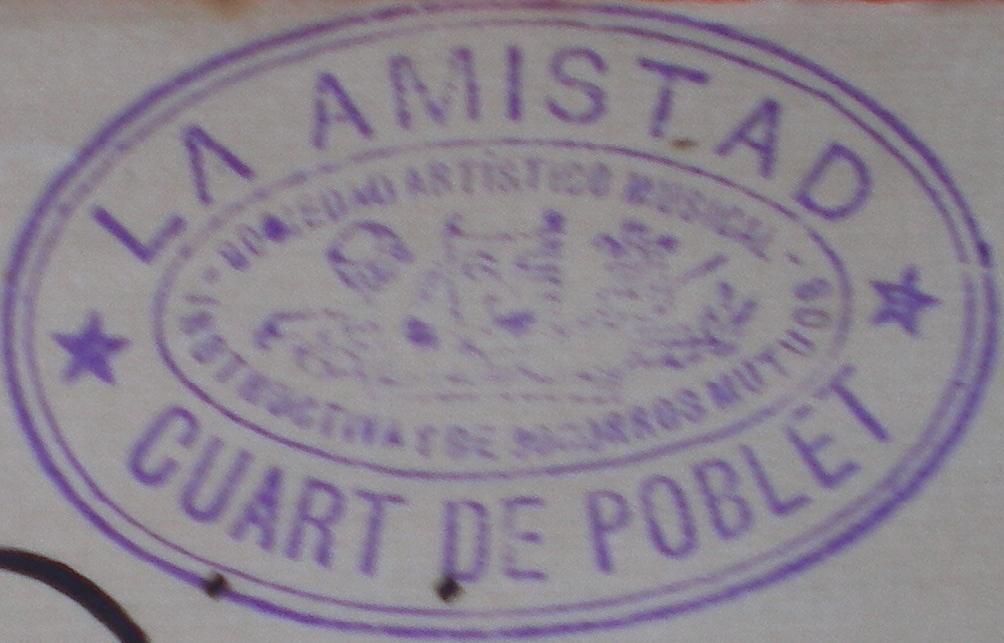 LA AMISTAD
SOCIEDAD ARTÍSTICO MUSICAL -
INSTRUCTIVA Y DE SOCORROS MUTUOS
CUART DE POBLET